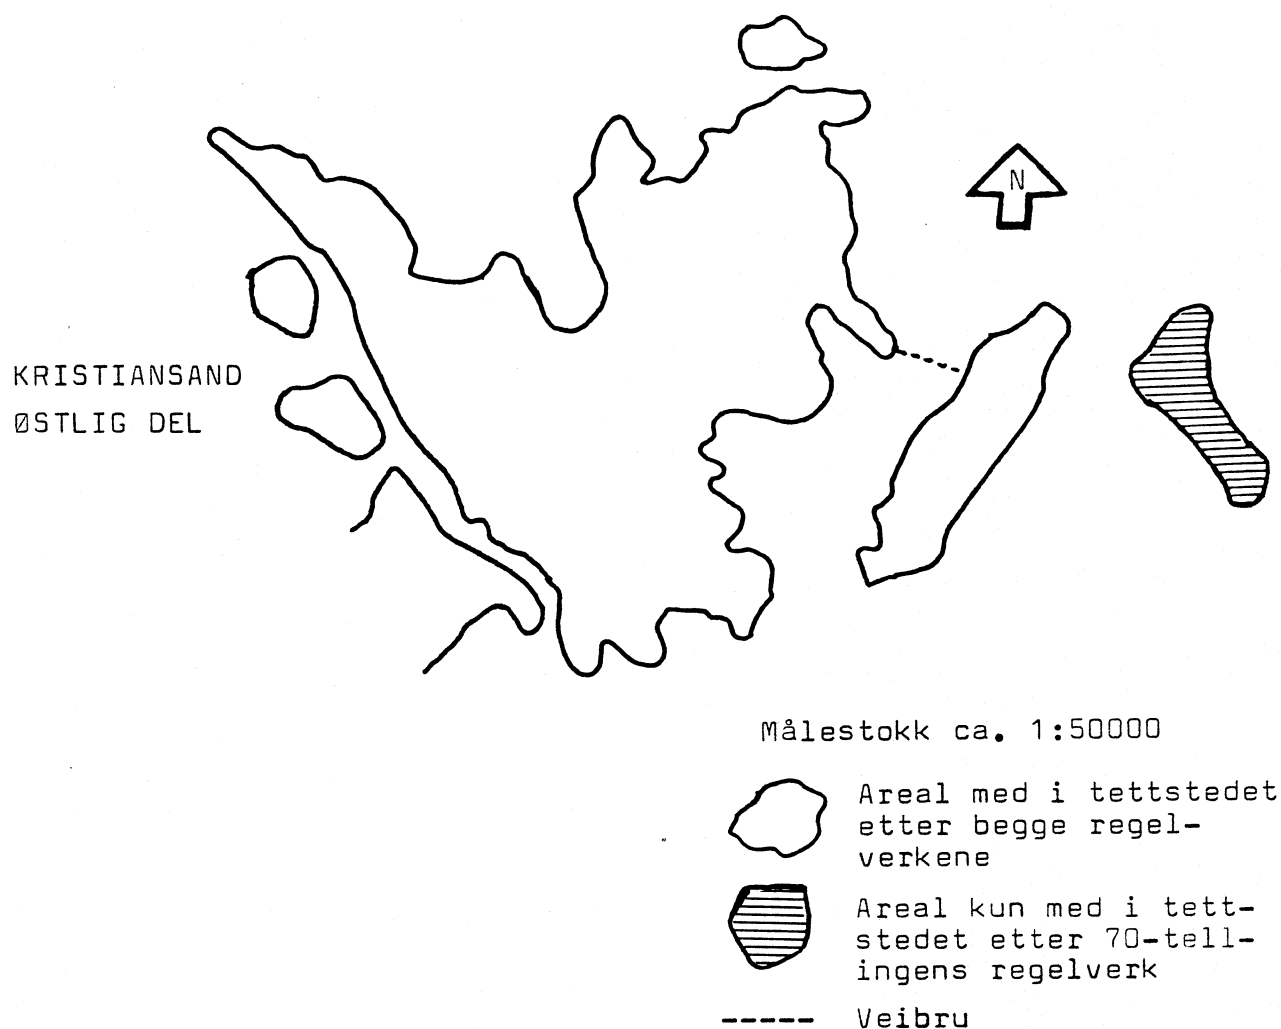 N
KRISTIANSAND
ØSTLIG DEL
Målestokk ca. 1:50000
Areal med i tettstedet
etter begge regel-
verkene
Areal kun med i tett-
stedet etter 70-tell-
ingens regelverk
Veibru